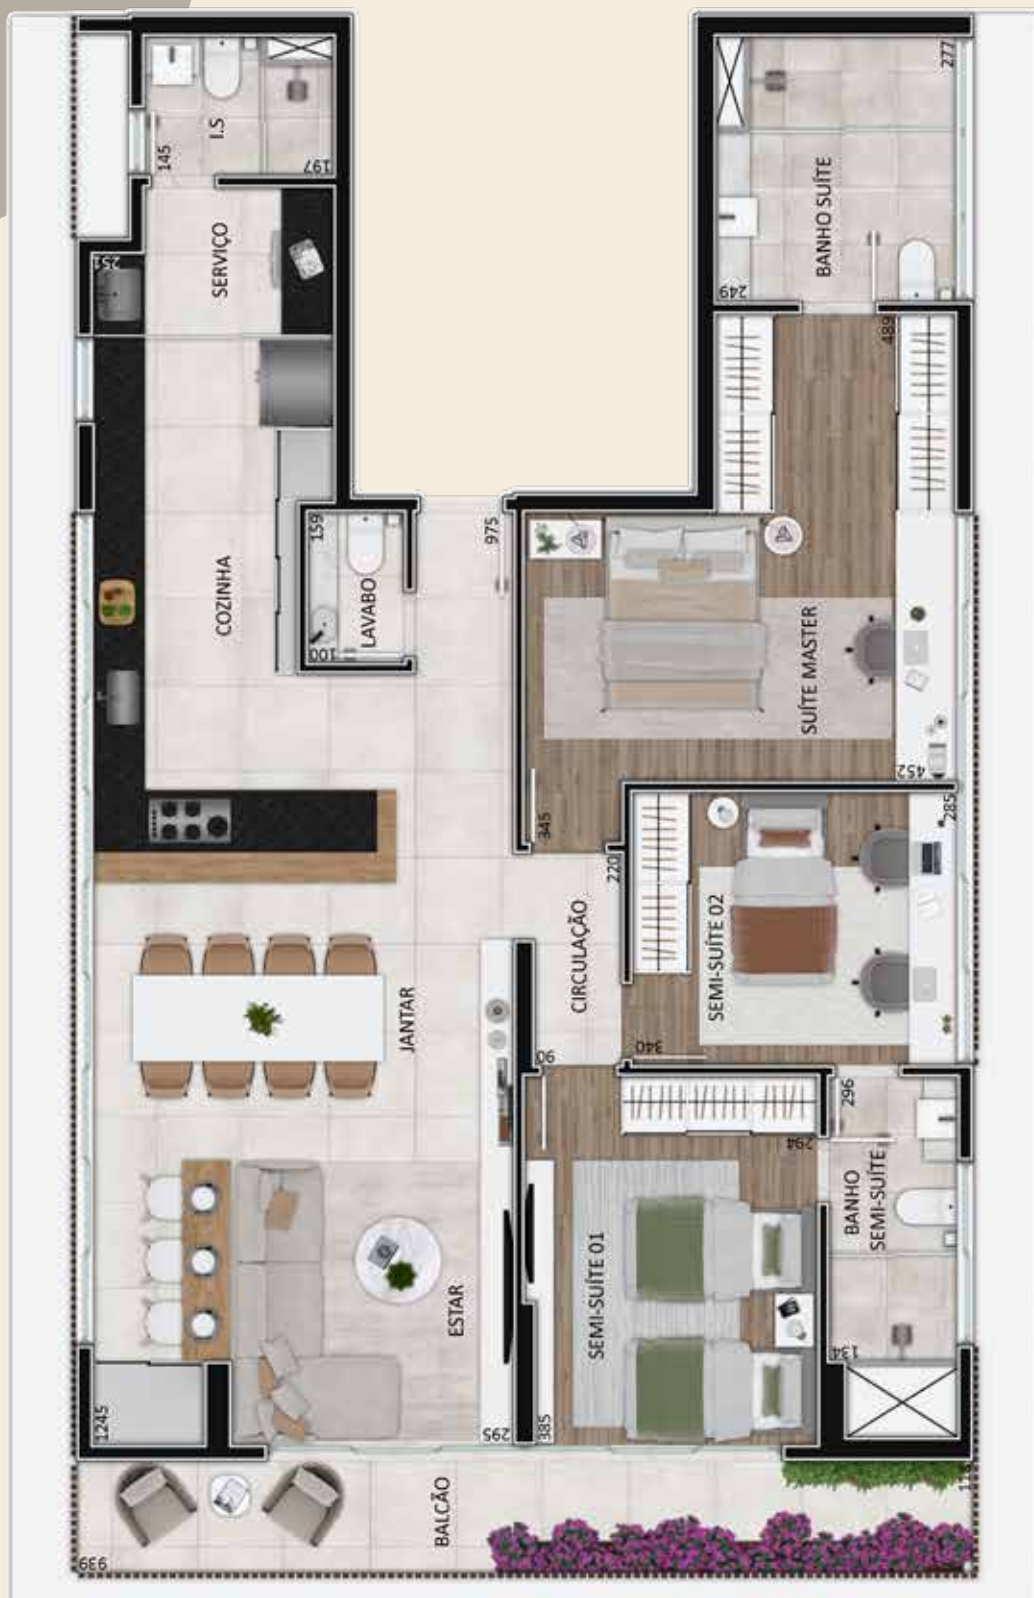 I.S
145
197
SERVIÇO
251
COZINHA
159
LAVABO
100
975
277
BANHO SUÍTE
249
489
SUÍTE MASTER
452
345
285
220
CIRCULAÇÃO
SEMI-SUÍTE 02
340
90
JANTAR
296
294
BANHO
SEMI-SUÍTE
134
SEMI-SUÍTE 01
385
ESTAR
295
1245
BALCÃO
939